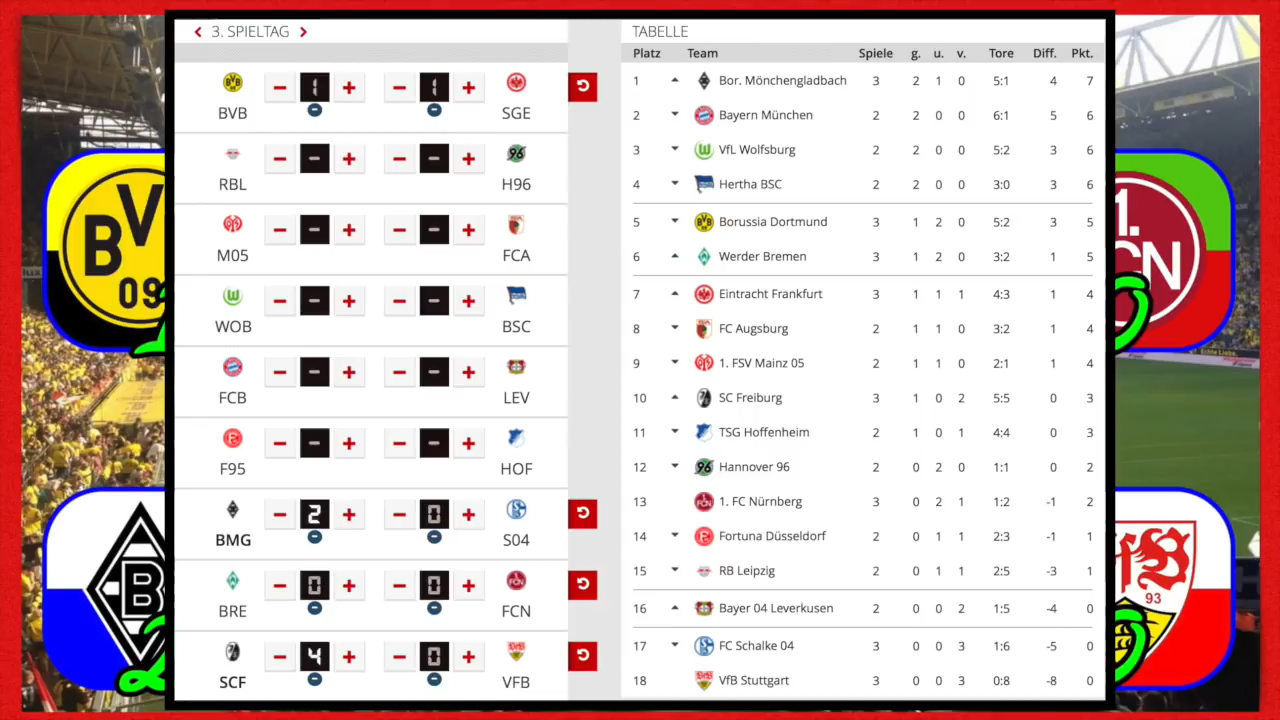 3. SPIELTAG
BVB 1 1 SGE
RBL - - H96
M05 - - FCA
WOB - - BSC
FCB - - LEV
F95 - - HOF
BMG 2 0 S04
BRE 0 0 FCN
SCF 4 0 VFB
TABELLE
Platz Team Spiele g. u. v. Tore Diff. Pkt.
1 Bor. Mönchengladbach 3 2 1 0 5:1 4 7
2 Bayern München 2 2 0 0 6:1 5 6
3 VfL Wolfsburg 2 2 0 0 5:2 3 6
4 Hertha BSC 2 2 0 0 3:0 3 6
5 Borussia Dortmund 3 1 2 0 5:2 3 5
6 Werder Bremen 3 1 2 0 3:2 1 5
7 Eintracht Frankfurt 3 1 1 1 4:3 1 4
8 FC Augsburg 2 1 1 0 3:2 1 4
9 1. FSV Mainz 05 2 1 1 0 2:1 1 4
10 SC Freiburg 3 1 0 2 5:5 0 3
11 TSG Hoffenheim 2 1 0 1 4:4 0 3
12 Hannover 96 2 0 2 0 1:1 0 2
13 1. FC Nürnberg 3 0 2 1 1:2 -1 2
14 Fortuna Düsseldorf 2 0 1 1 2:3 -1 1
15 RB Leipzig 2 0 1 1 2:5 -3 1
16 Bayer 04 Leverkusen 2 0 0 2 1:5 -4 0
17 FC Schalke 04 3 0 0 3 1:6 -5 0
18 VfB Stuttgart 3 0 0 3 0:8 -8 0
BV
09
1.
CN
93
Echte Liebe.